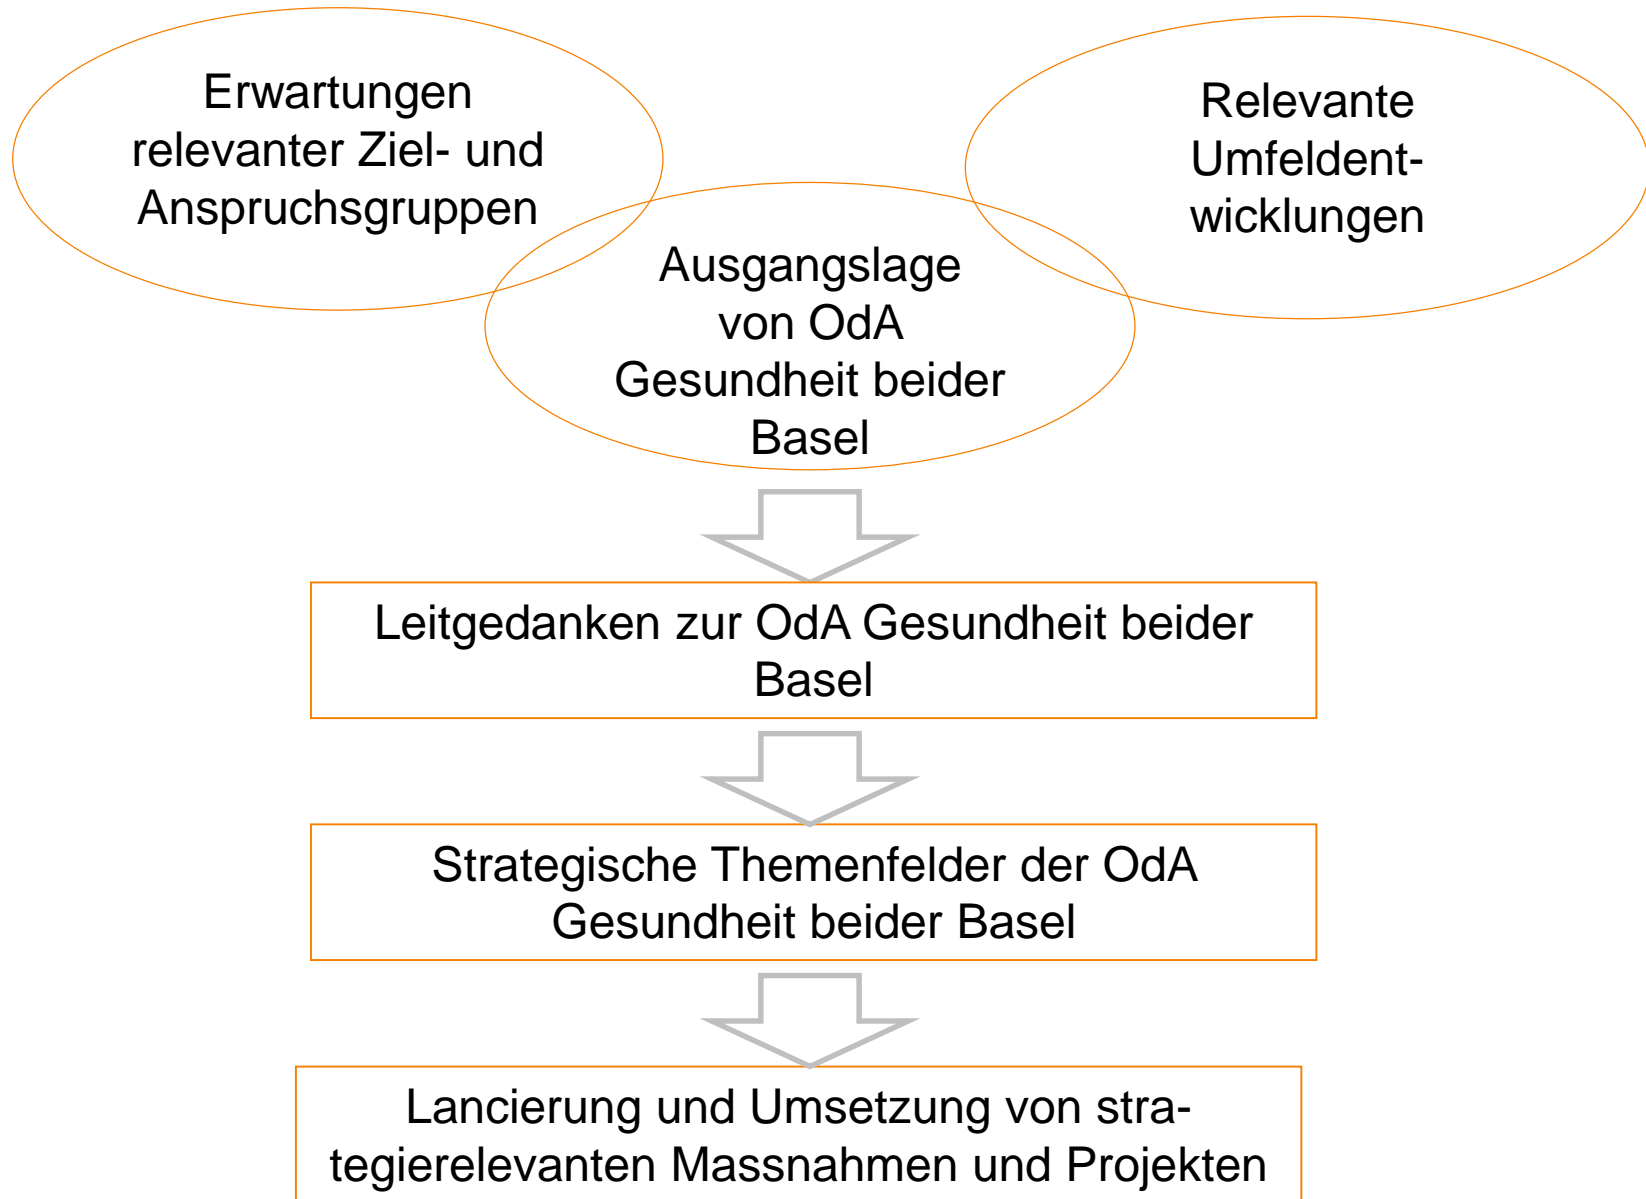 Erwartungen
relevanter Ziel- und
Anspruchsgruppen
Relevante
Umfeldent-
wicklungen
Ausgangslage
von OdA
Gesundheit beider
Basel
Leitgedanken zur OdA Gesundheit beider
Basel
Strategische Themenfelder der OdA
Gesundheit beider Basel
Lancierung und Umsetzung von stra-
tegierelevanten Massnahmen und Projekten